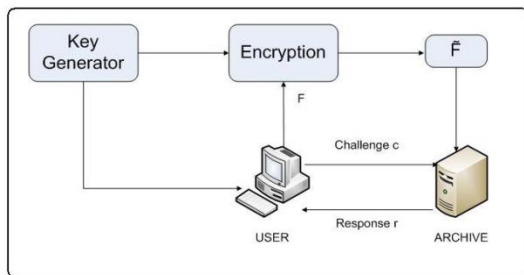 Key
Generator
Encryption
F̃
F
Challenge c
Response r
USER
ARCHIVE